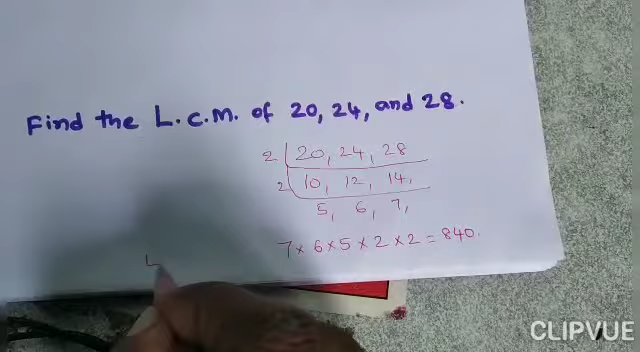 Find the L.C.M. of 20, 24, and 28.
2 | 20, 24, 28
2 | 10, 12, 14,
5, 6, 7,
7 × 6 × 5 × 2 × 2 = 840.
L
CLIPVUE